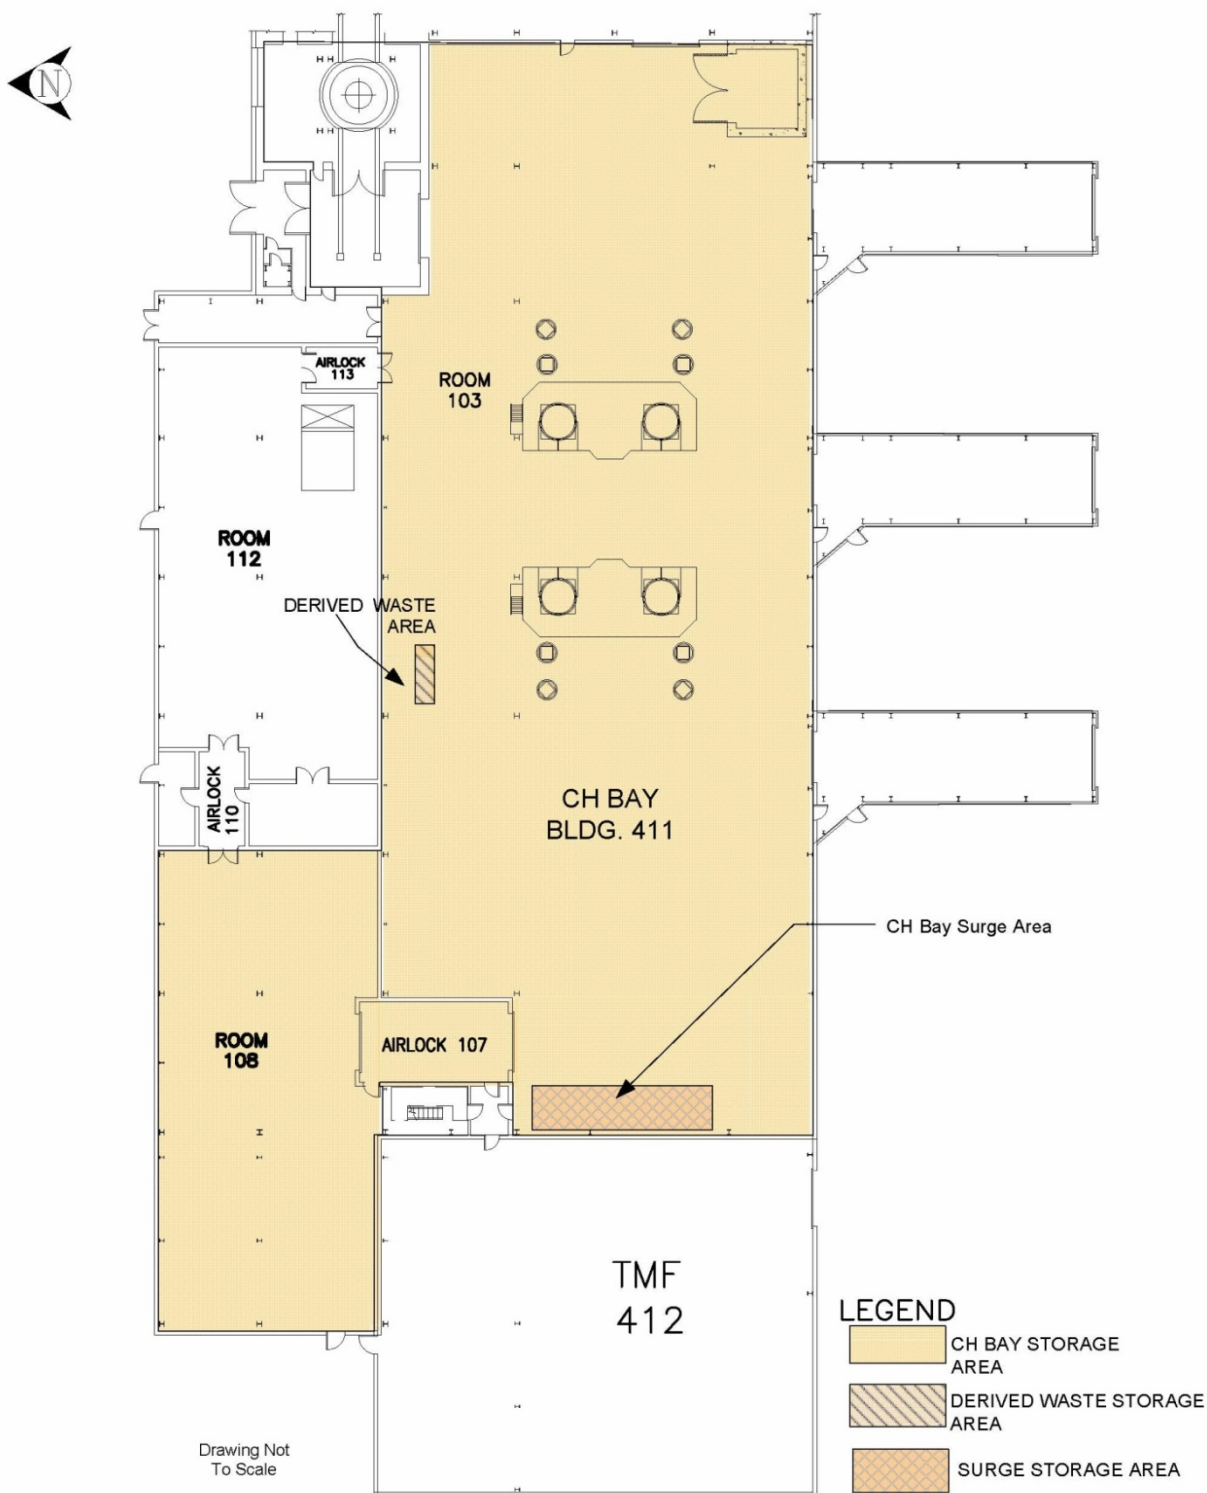 N
AIRLOCK
113
ROOM
103
ROOM
112
DERIVED WASTE
AREA
AIRLOCK
110
CH BAY
BLDG. 411
CH Bay Surge Area
ROOM
108
AIRLOCK 107
TMF
412
LEGEND
CH BAY STORAGE
AREA
DERIVED WASTE STORAGE
AREA
SURGE STORAGE AREA
Drawing Not
To Scale